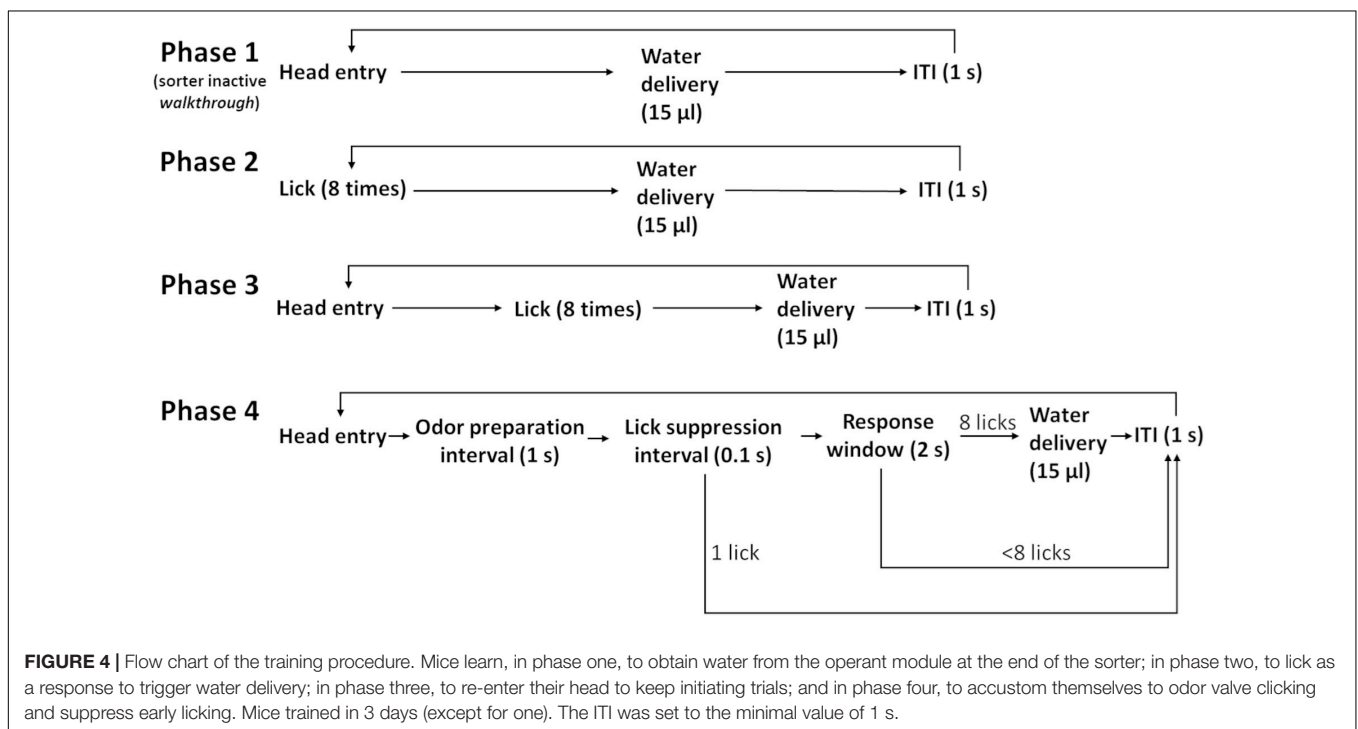 Phase 1
(sorter inactive
walkthrough)
Head entry
Water
delivery
(15 µl)
ITI (1 s)
Phase 2
Lick (8 times)
Water
delivery
(15 µl)
ITI (1 s)
Phase 3
Head entry
Lick (8 times)
Water
delivery
(15 µl)
ITI (1 s)
Phase 4
Head entry
Odor preparation
interval (1 s)
Lick suppression
interval (0.1 s)
Response
window (2 s)
8 licks
Water
delivery
(15 µl)
ITI (1 s)
1 lick
<8 licks
FIGURE 4 | Flow chart of the training procedure. Mice learn, in phase one, to obtain water from the operant module at the end of the sorter; in phase two, to lick as
a response to trigger water delivery; in phase three, to re-enter their head to keep initiating trials; and in phase four, to accustom themselves to odor valve clicking
and suppress early licking. Mice trained in 3 days (except for one). The ITI was set to the minimal value of 1 s.